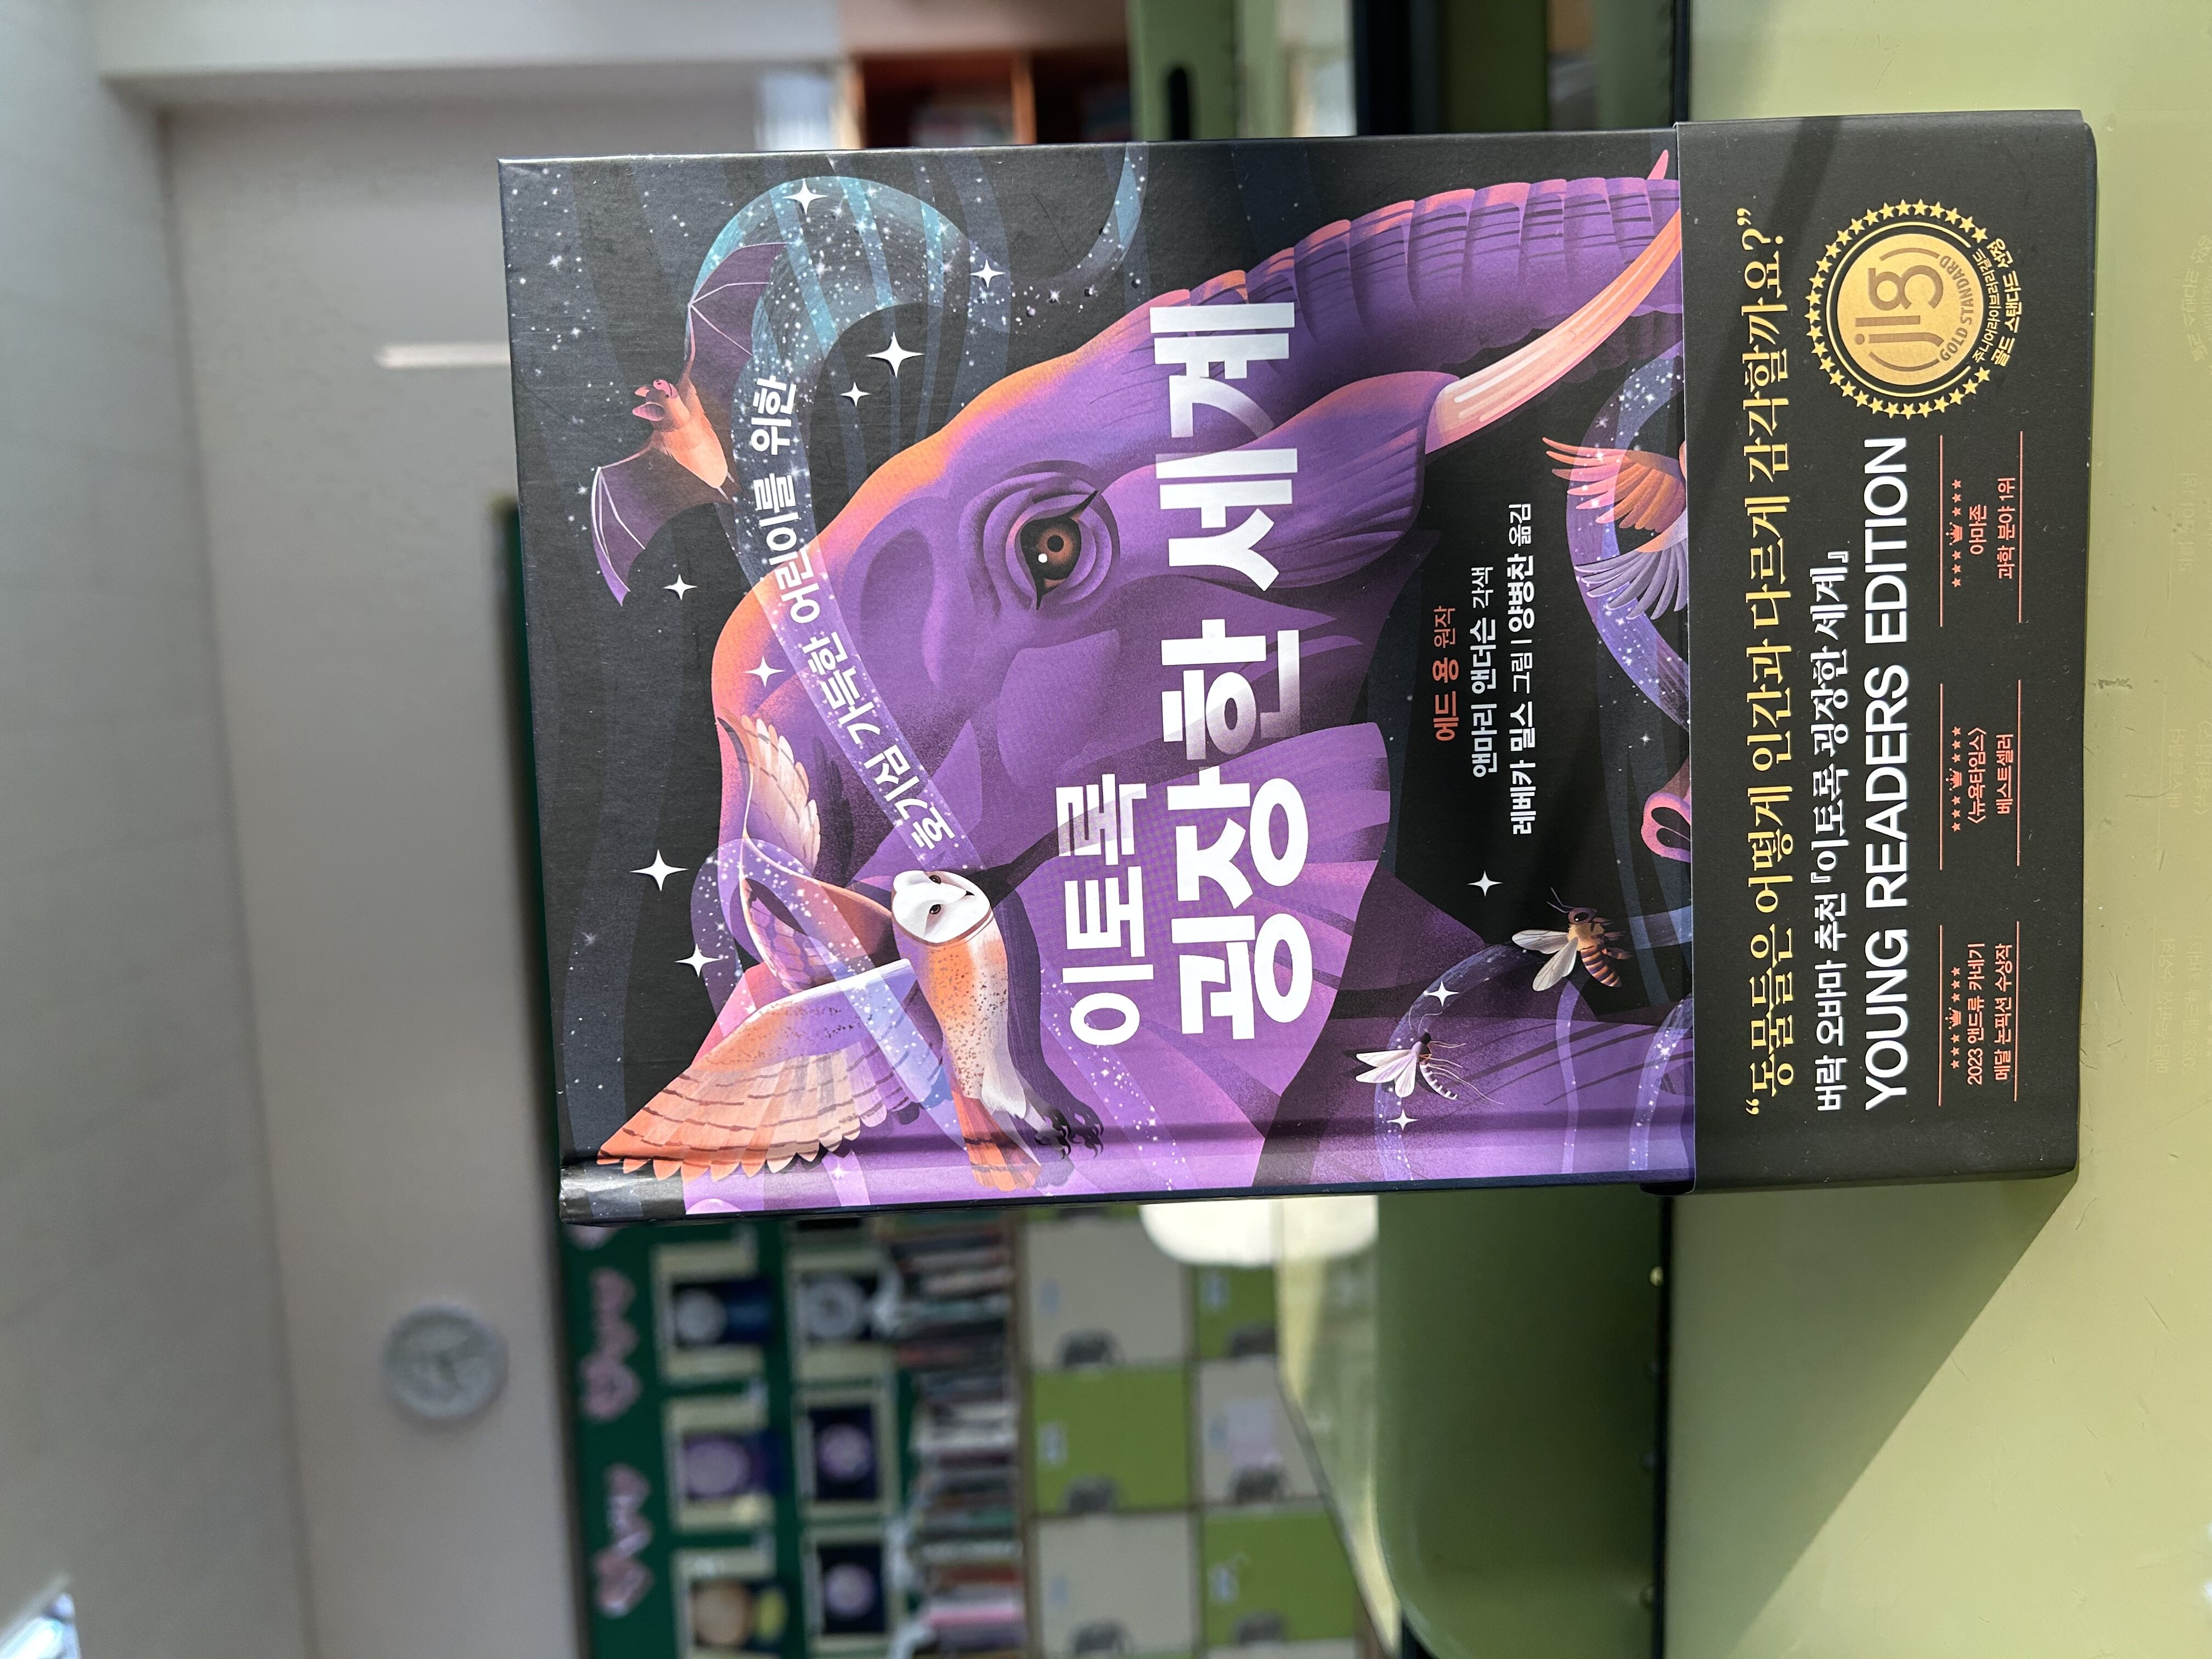 호기심 가득한 어린이를 위한
이토록
굉장한 세계
에드 용 원작
앤마리 앤더슨 각색
레베카 밀스 그림 | 양병찬 옮김
“동물들은 어떻게 인간과 다르게 감각할까요?”
버락 오바마 추천 『이토록 굉장한 세계』
YOUNG READERS EDITION
2023 앤드류 카네기
메달 논픽션 수상작
〈뉴욕타임스〉
베스트셀러
아마존
과학 분야 1위
(jlg)
GOLD STANDARD
주니어라이브러리길드
골드 스탠다드 선정